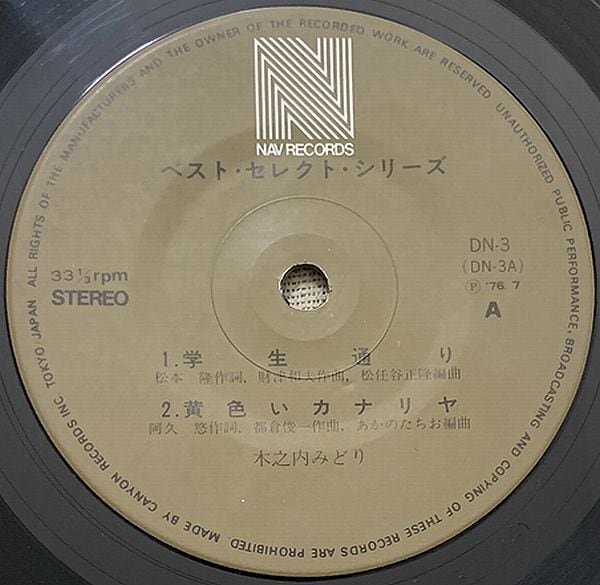 NAV RECORDS
ベスト・セレクト・シリーズ
33⅓rpm
STEREO
DN-3
(DN-3A)
Ⓟ '76. 7
A
1.学生通り
松本 隆作詞, 財津和夫作曲, 松任谷正隆編曲
2.黄色いカナリヤ
阿久 悠作詞, 都倉俊一作曲, あかのたちお編曲
木之内みどり
MADE BY CANYON RECORDS INC. TOKYO/JAPAN ALL RIGHTS OF THE MANUFACTURERS AND THE OWNER OF THE RECORDED WORK ARE RESERVED UNAUTHORIZED PUBLIC PERFORMANCE, BROADCASTING AND COPYING OF THESE RECORDS ARE PROHIBITED.